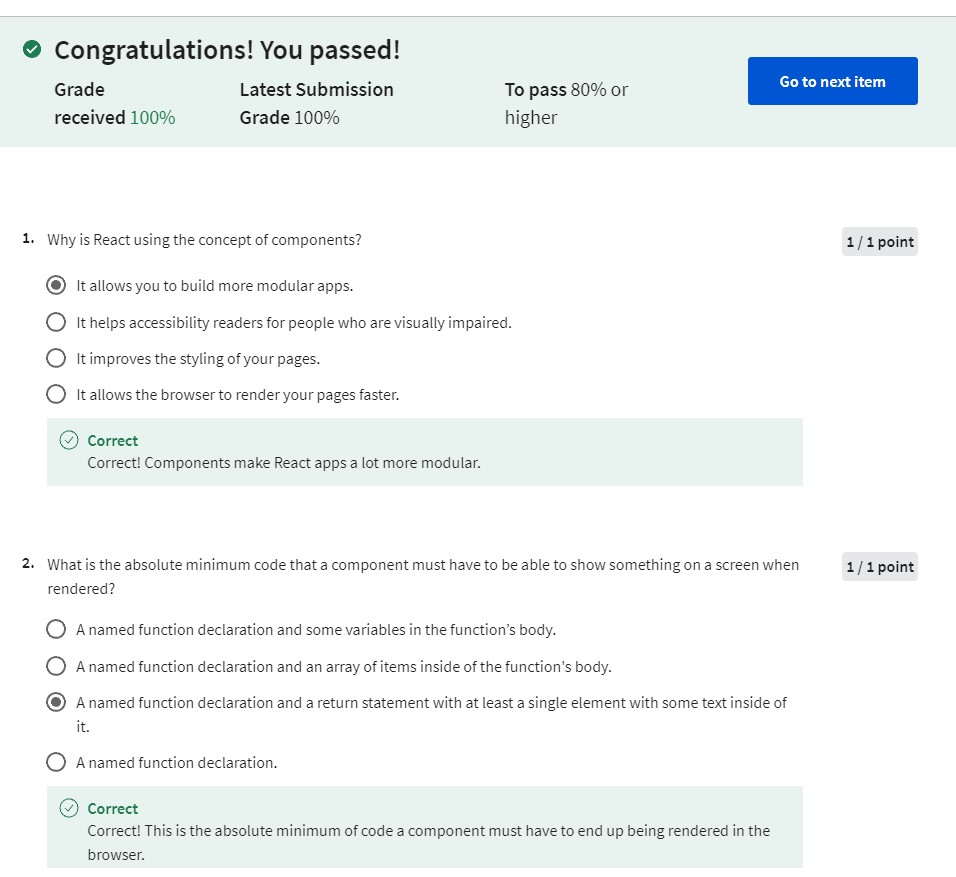 Congratulations! You passed!
Grade
received 100%
Latest Submission
Grade 100%
To pass 80% or
higher
Go to next item
1. Why is React using the concept of components?
1 / 1 point
It allows you to build more modular apps.
It helps accessibility readers for people who are visually impaired.
It improves the styling of your pages.
It allows the browser to render your pages faster.
Correct
Correct! Components make React apps a lot more modular.
2. What is the absolute minimum code that a component must have to be able to show something on a screen when
rendered?
1 / 1 point
A named function declaration and some variables in the function’s body.
A named function declaration and an array of items inside of the function's body.
A named function declaration and a return statement with at least a single element with some text inside of
it.
A named function declaration.
Correct
Correct! This is the absolute minimum of code a component must have to end up being rendered in the
browser.